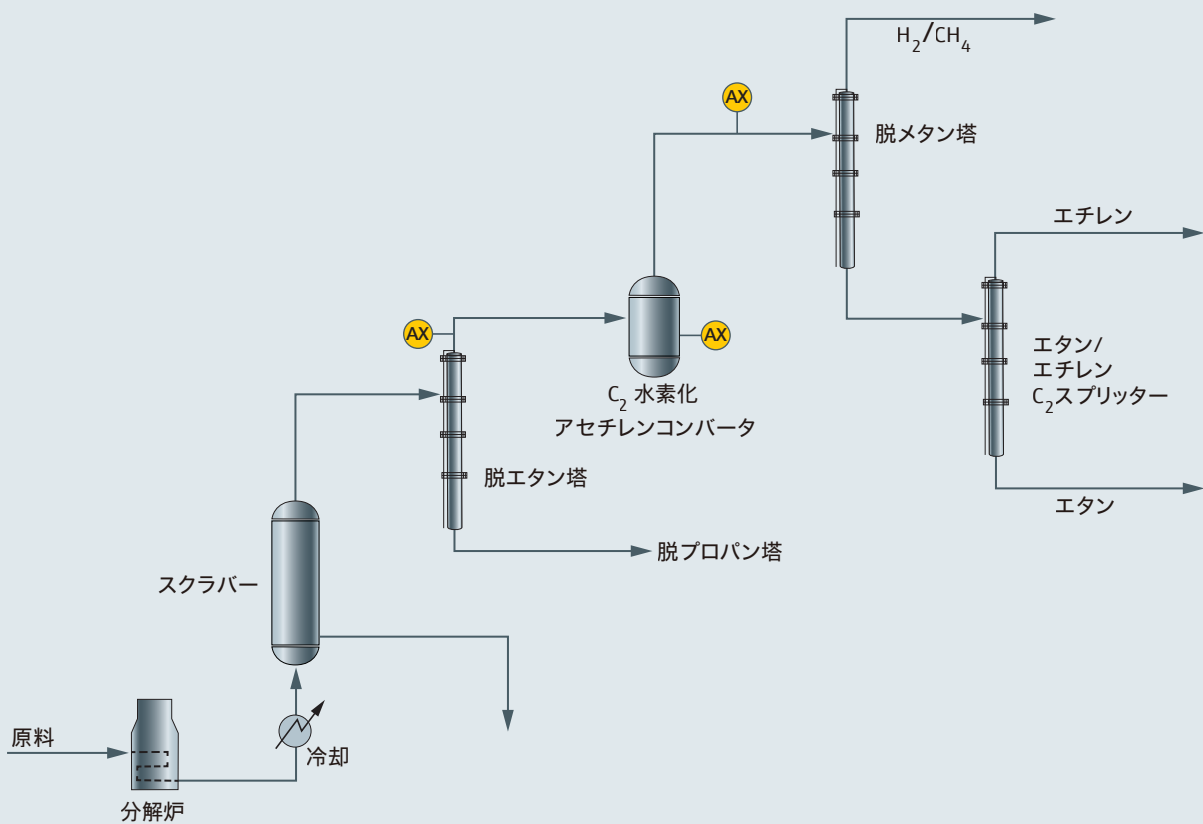 H2/CH4
AX
脱メタン塔
エチレン
AX
AX
エタン/
エチレン
C2スプリッター
C2 水素化
アセチレンコンバータ
脱エタン塔
エタン
脱プロパン塔
スクラバー
原料
冷却
分解炉